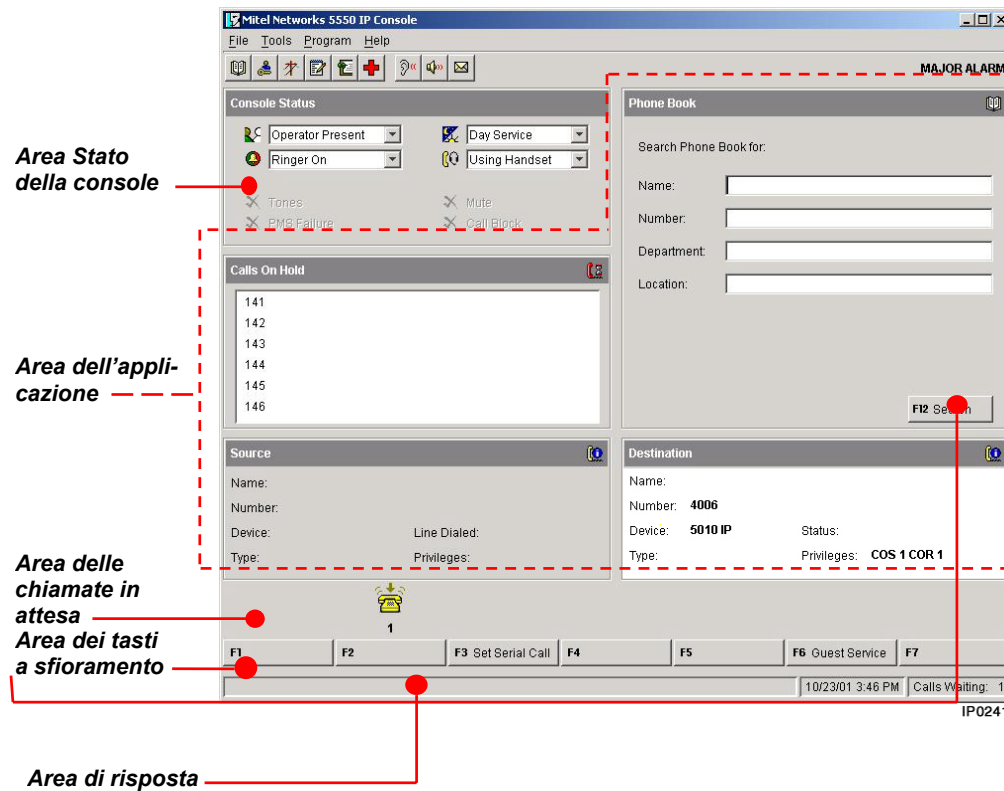 Mitel Networks 5550 IP Console
File Tools Program Help
MAJOR ALARM
Console Status
Operator Present
Day Service
Ringer On
Using Handset
Tones
Mute
PMS Failure
Call Block
Phone Book
Search Phone Book for:
Name:
Number:
Department:
Location:
F12 Search
Calls On Hold
141
142
143
144
145
146
Source
Name:
Number:
Device:
Line Dialed:
Type:
Privileges:
Destination
Name:
Number: 4006
Device: 5010 IP
Status:
Type:
Privileges: COS 1 COR 1
1
F1
F2
F3 Set Serial Call
F4
F5
F6 Guest Service
F7
10/23/01 3:46 PM
Calls Waiting: 1
IP0241
Area Stato
della console
Area dell'appli-
cazione
Area delle
chiamate in
attesa
Area dei tasti
a sfioramento
Area di risposta